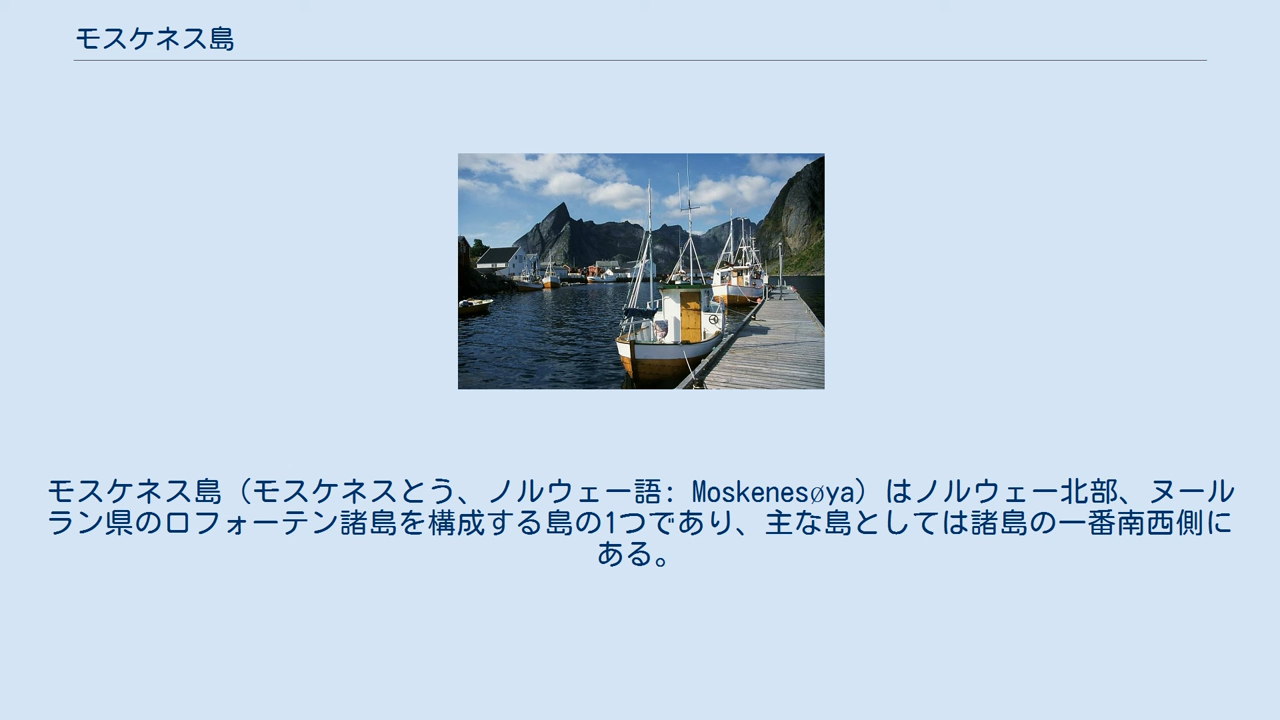 モスケネス島
モスケネス島（モスケネスとう、ノルウェー語: Moskenesøya）はノルウェー北部、ヌール
ラン県のロフォーテン諸島を構成する島の1つであり、主な島としては諸島の一番南西側に
ある。